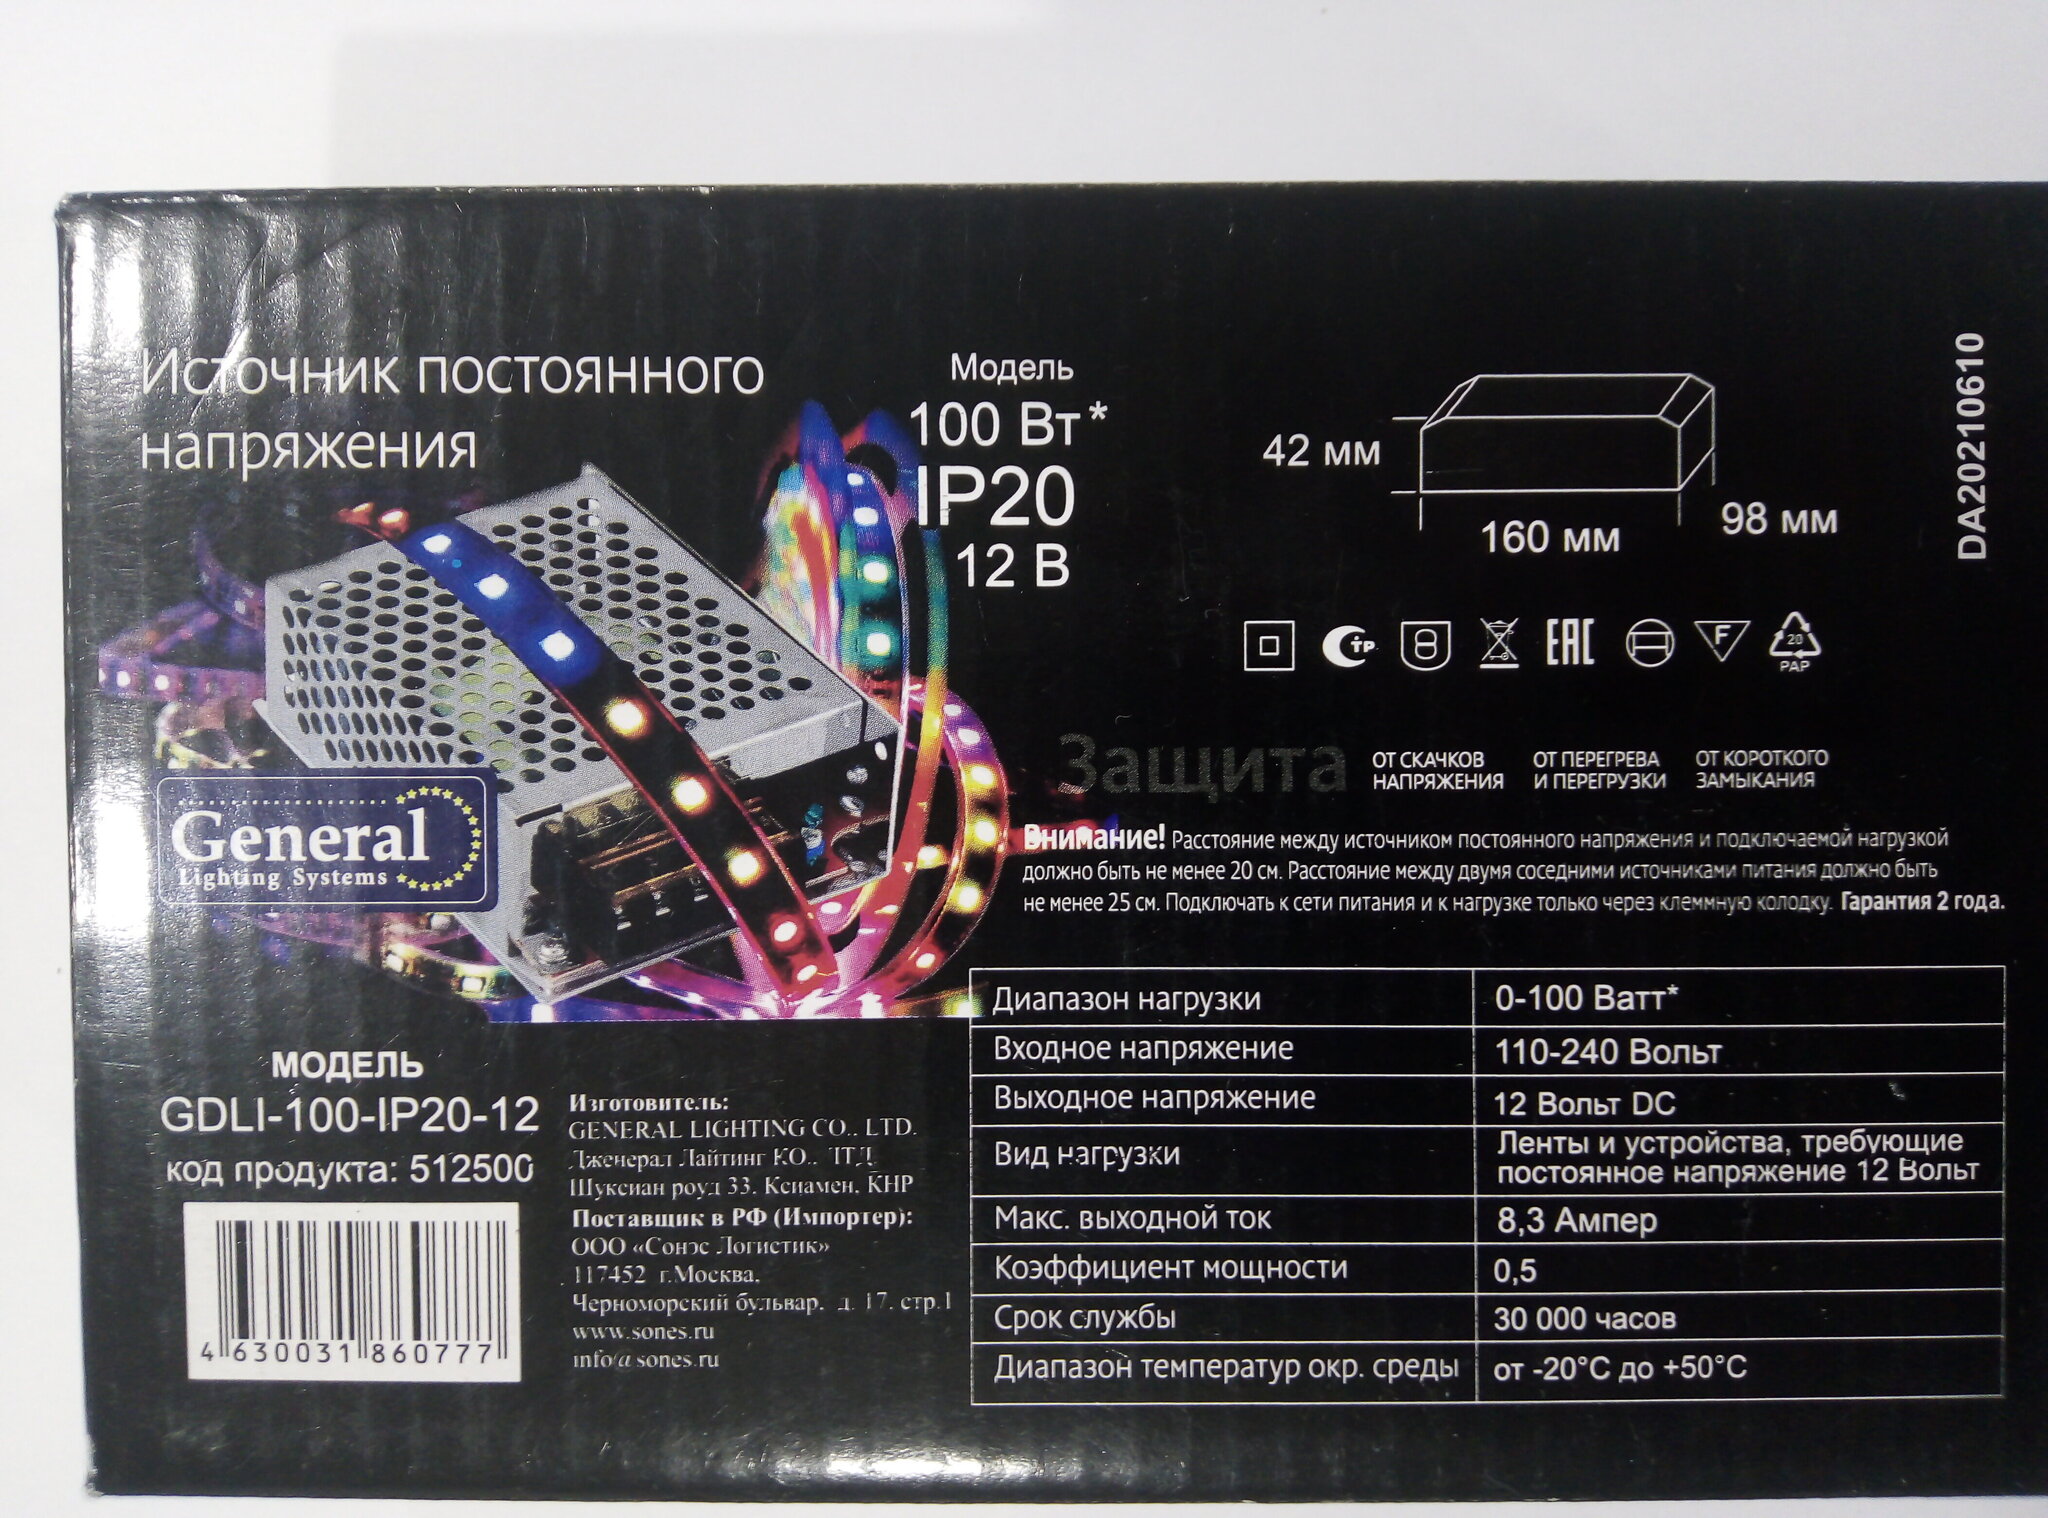 Источник постоянного
напряжения
Модель
100 Вт*
IP20
12 В
42 мм
160 мм
98 мм
DA20210610
ТР
EAC
F
20
PAP
Защита
ОТ СКАЧКОВ
НАПРЯЖЕНИЯ
ОТ ПЕРЕГРЕВА
И ПЕРЕГРУЗКИ
ОТ КОРОТКОГО
ЗАМЫКАНИЯ
Внимание! Расстояние между источником постоянного напряжения и подключаемой нагрузкой
должно быть не менее 20 см. Расстояние между двумя соседними источниками питания должно быть
не менее 25 см. Подключать к сети питания и к нагрузке только через клеммную колодку. Гарантия 2 года.
General
Lighting Systems
МОДЕЛЬ
GDLI-100-IP20-12
код продукта: 512500
4 630031 860777
Изготовитель:
GENERAL LIGHTING CO., LTD.
Дженерал Лайтинг КО., ЛТД.
Шуксиан роуд 33, Ксиамен, КНР
Поставщик в РФ (Импортер):
ООО «Сонэс Логистик»
117452 г.Москва,
Черноморский бульвар, д. 17, стр.1
www.sones.ru
info@sones.ru
Диапазон нагрузки 0-100 Ватт*
Входное напряжение 110-240 Вольт
Выходное напряжение 12 Вольт DC
Вид нагрузки Ленты и устройства, требующие
постоянное напряжение 12 Вольт
Макс. выходной ток 8,3 Ампер
Коэффициент мощности 0,5
Срок службы 30 000 часов
Диапазон температур окр. среды от -20°C до +50°C